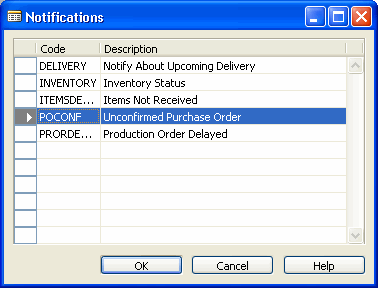 Notifications
Code Description
DELIVERY Notify About Upcoming Delivery
INVENTORY Inventory Status
ITEMSDE... Items Not Received
POCONF Unconfirmed Purchase Order
PRORDE... Production Order Delayed
OK Cancel Help